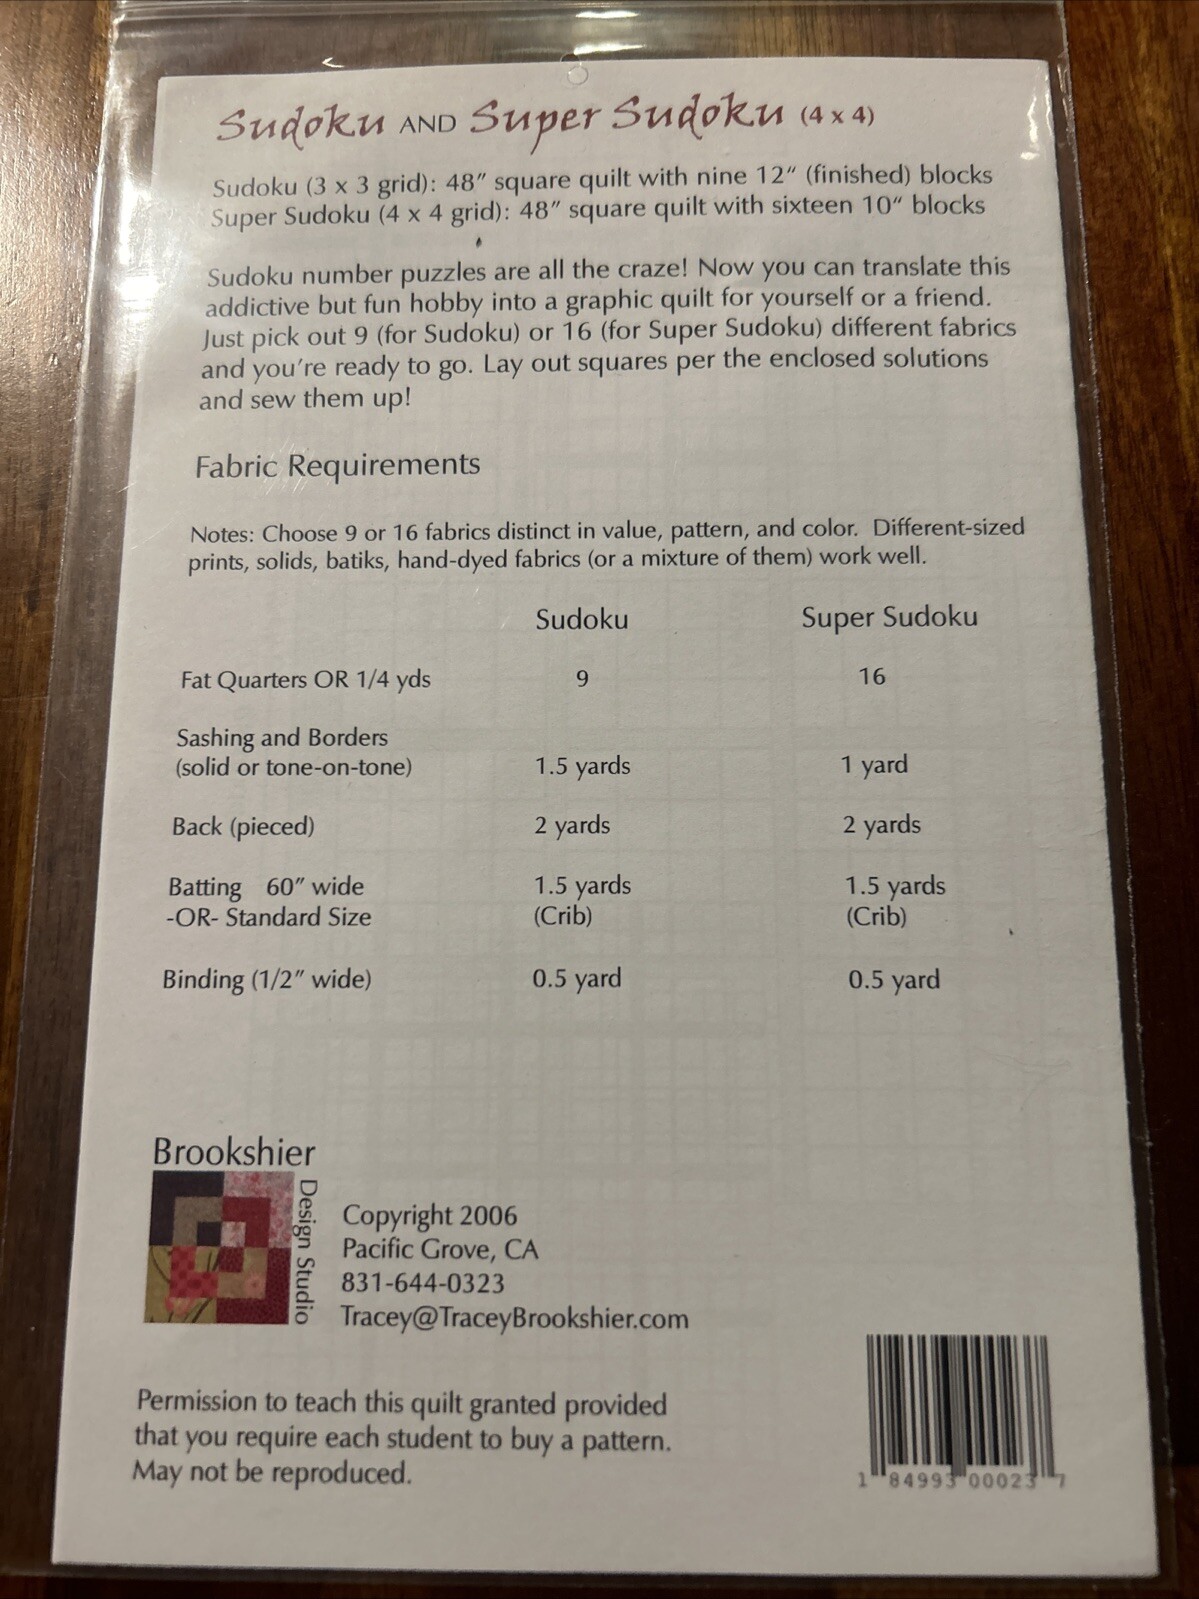 Sudoku AND Super Sudoku (4 x 4)
Sudoku (3 x 3 grid): 48" square quilt with nine 12" (finished) blocks
Super Sudoku (4 x 4 grid): 48" square quilt with sixteen 10" blocks
Sudoku number puzzles are all the craze! Now you can translate this
addictive but fun hobby into a graphic quilt for yourself or a friend.
Just pick out 9 (for Sudoku) or 16 (for Super Sudoku) different fabrics
and you're ready to go. Lay out squares per the enclosed solutions
and sew them up!
Fabric Requirements
Notes: Choose 9 or 16 fabrics distinct in value, pattern, and color. Different-sized
prints, solids, batiks, hand-dyed fabrics (or a mixture of them) work well.
Sudoku Super Sudoku
Fat Quarters OR 1/4 yds 9 16
Sashing and Borders
(solid or tone-on-tone) 1.5 yards 1 yard
Back (pieced) 2 yards 2 yards
Batting 60" wide 1.5 yards 1.5 yards
-OR- Standard Size (Crib) (Crib)
Binding (1/2" wide) 0.5 yard 0.5 yard
Brookshier
Design Studio
Copyright 2006
Pacific Grove, CA
831-644-0323
Tracey@TraceyBrookshier.com
Permission to teach this quilt granted provided
that you require each student to buy a pattern.
May not be reproduced.
1 84993 00023 7